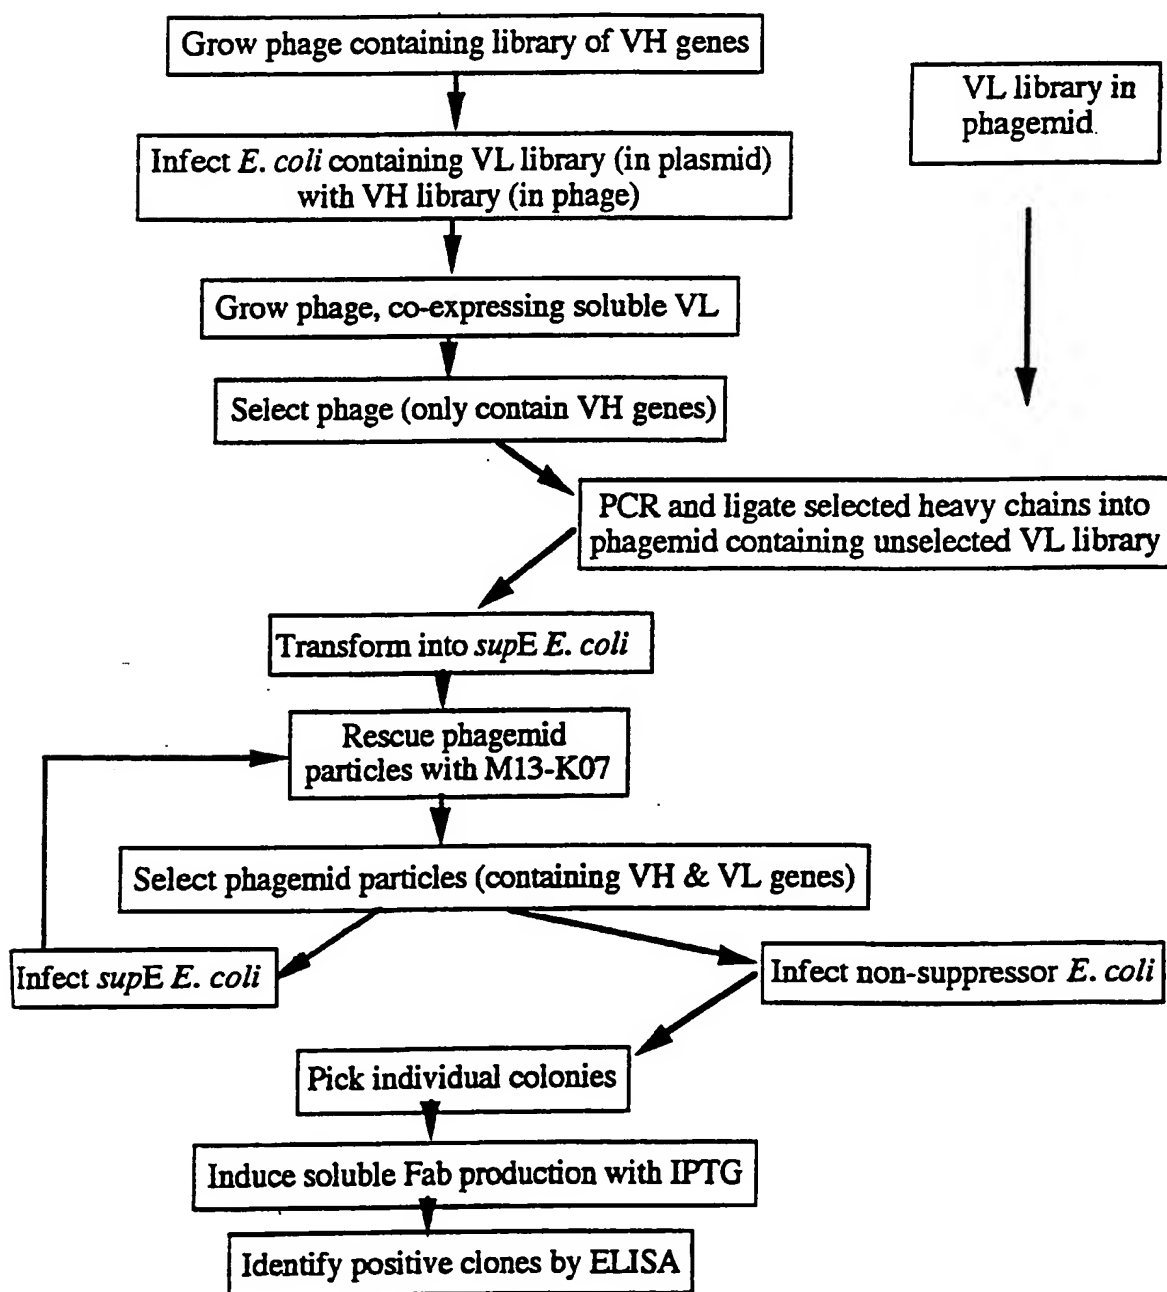 Grow phage containing library of VH genes
VL library in
phagemid.
Infect E. coli containing VL library (in plasmid)
with VH library (in phage)
Grow phage, co-expressing soluble VL
Select phage (only contain VH genes)
PCR and ligate selected heavy chains into
phagemid containing unselected VL library
Transform into supE E. coli
Rescue phagemid
particles with M13-K07
Select phagemid particles (containing VH & VL genes)
Infect supE E. coli
Infect non-suppressor E. coli
Pick individual colonies
Induce soluble Fab production with IPTG
Identify positive clones by ELISA